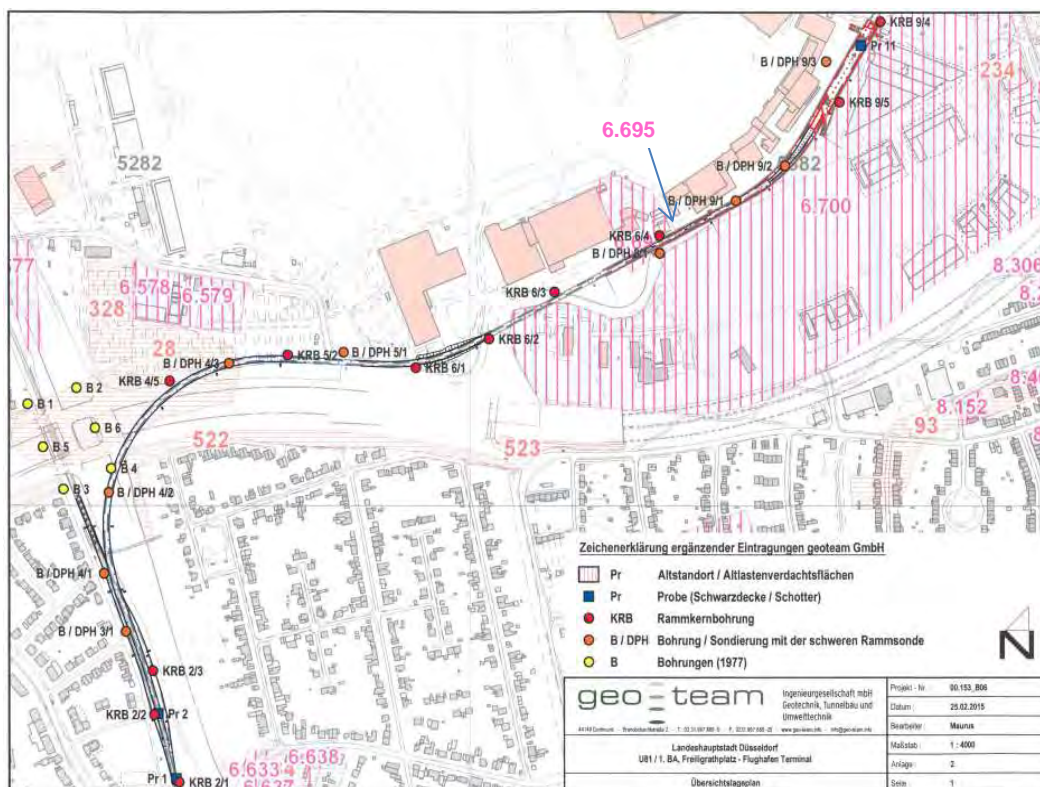 KRB 9/4
Pr 11
B / DPH 9/3
234
KRB 9/5
6.695
5282
B / DPH 9/2
B / DPH 9/1
6.700
KRB 6/4
8.306
6.578
6.579
KRB 6/3
328
28
KRB 6/2
B / DPH 5/1
KRB 5/2
B / DPH 4/3
KRB 6/1
KRB 4/5
B 2
B 1
8.152
B 6
93
522
B 5
523
B 4
B 3
B / DPH 4/2
B / DPH 4/1
B / DPH 3/1
KRB 2/3
KRB 2/2
Pr 2
6.638
6.633
Pr 1
KRB 2/1
Zeichenerklärung ergänzender Eintragungen geoteam GmbH
Pr Altstandort / Altlastenverdachtsflächen
Pr Probe (Schwarzdecke / Schotter)
KRB Rammkernbohrung
B / DPH Bohrung / Sondierung mit der schweren Rammsonde
B Bohrungen (1977)
N
geo team
Ingenieurgesellschaft mbH
Geotechnik, Tunnelbau und
Umwelttechnik
Landeshauptstadt Düsseldorf
U81 / 1. BA, Freiligrathplatz - Flughafen Terminal
Übersichtslageplan
Projekt - Nr. 00.153_B06
Datum : 25.02.2015
Bearbeiter : Maurus
Maßstab : 1 : 4000
Anlage : 2
Seite : 1